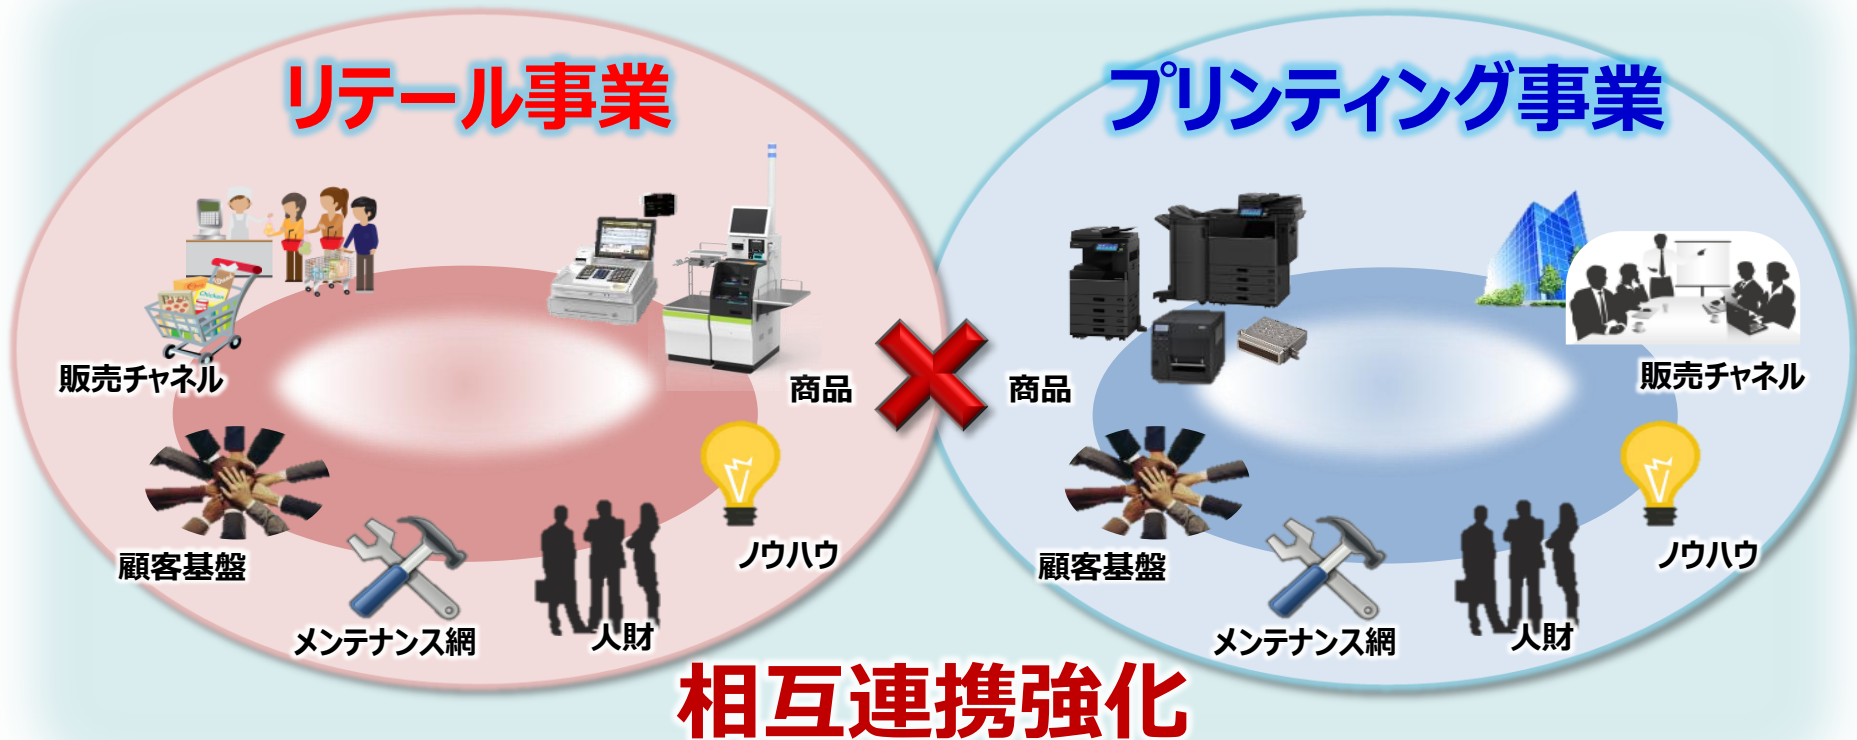 リテール事業
プリンティング事業
販売チャネル
商品
商品
販売チャネル
顧客基盤
メンテナンス網
人財
ノウハウ
顧客基盤
メンテナンス網
人財
ノウハウ
相互連携強化